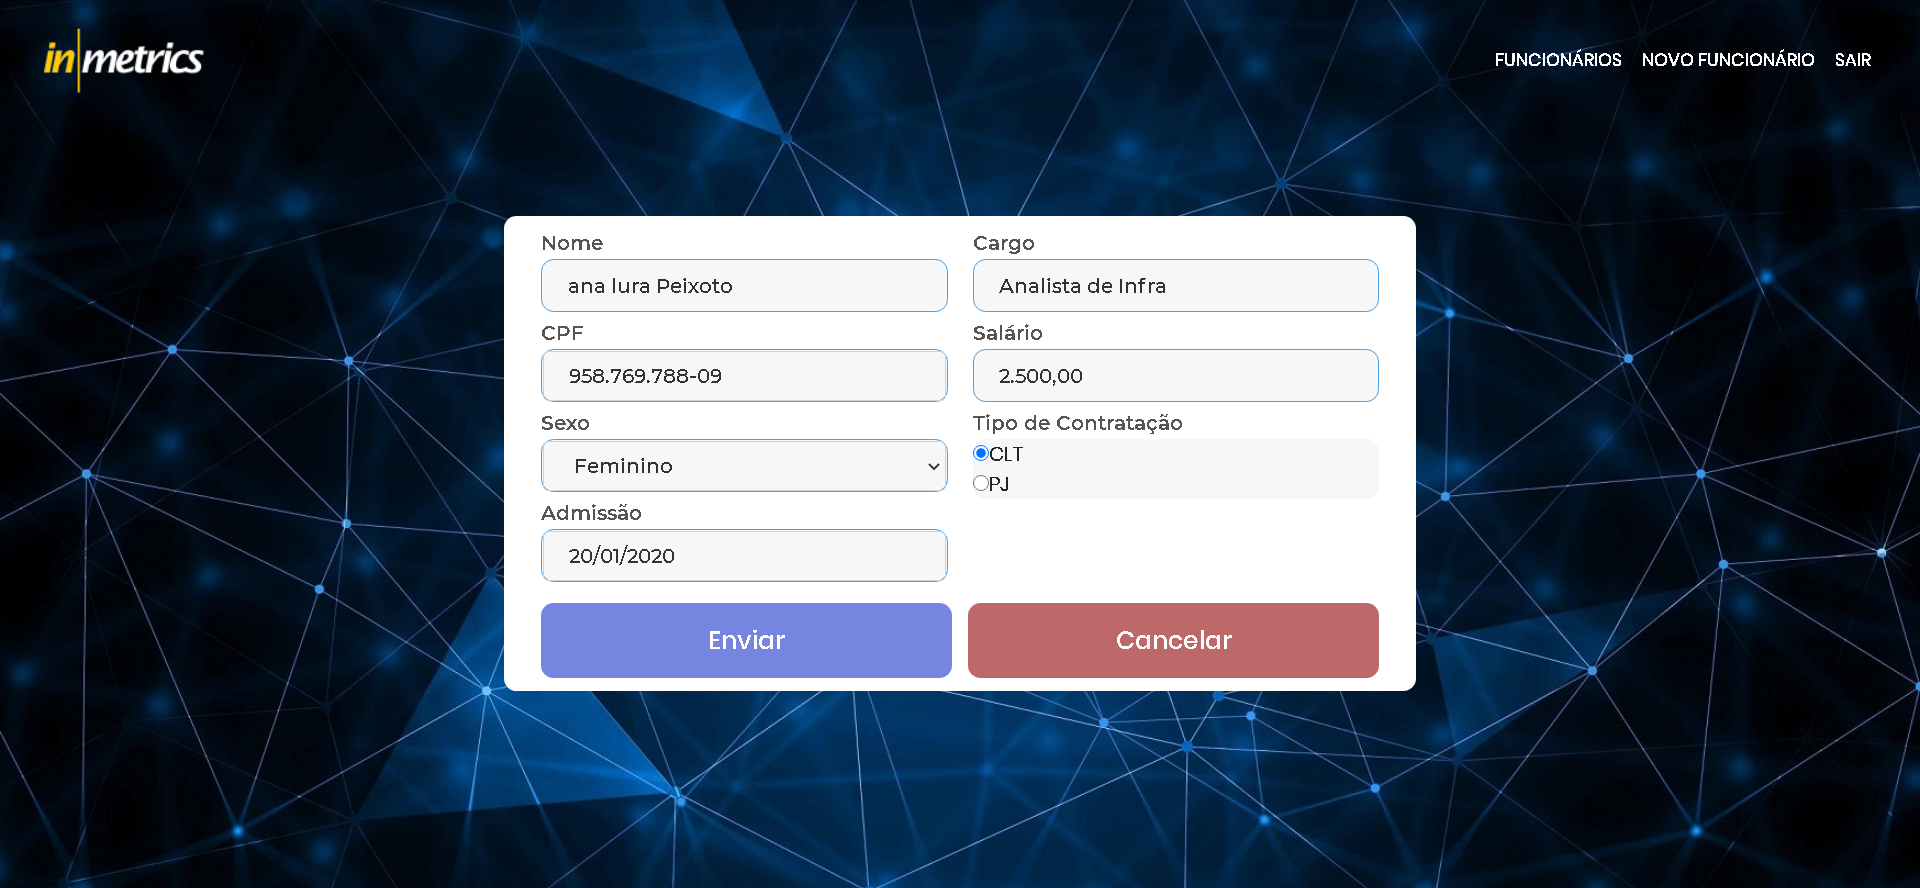 in metrics
FUNCIONÁRIOS NOVO FUNCIONÁRIO SAIR
Nome
ana lura Peixoto
Cargo
Analista de Infra
CPF
958.769.788-09
Salário
2.500,00
Sexo
Feminino
Tipo de Contratação
CLT
PJ
Admissão
20/01/2020
Enviar
Cancelar